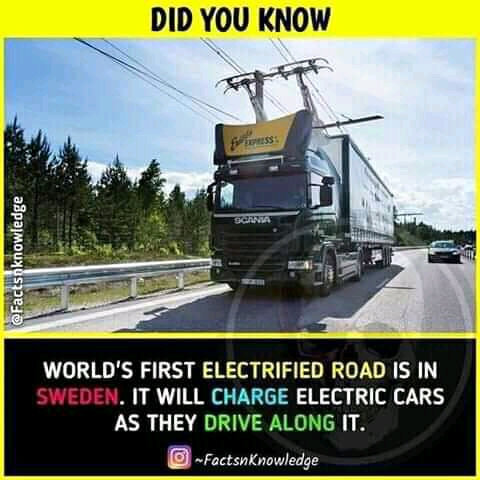 DID YOU KNOW
Ernsts
EXPRESS
SCANIA
@Factsnknowledge
WORLD'S FIRST ELECTRIFIED ROAD IS IN
SWEDEN. IT WILL CHARGE ELECTRIC CARS
AS THEY DRIVE ALONG IT.
~FactsnKnowledge